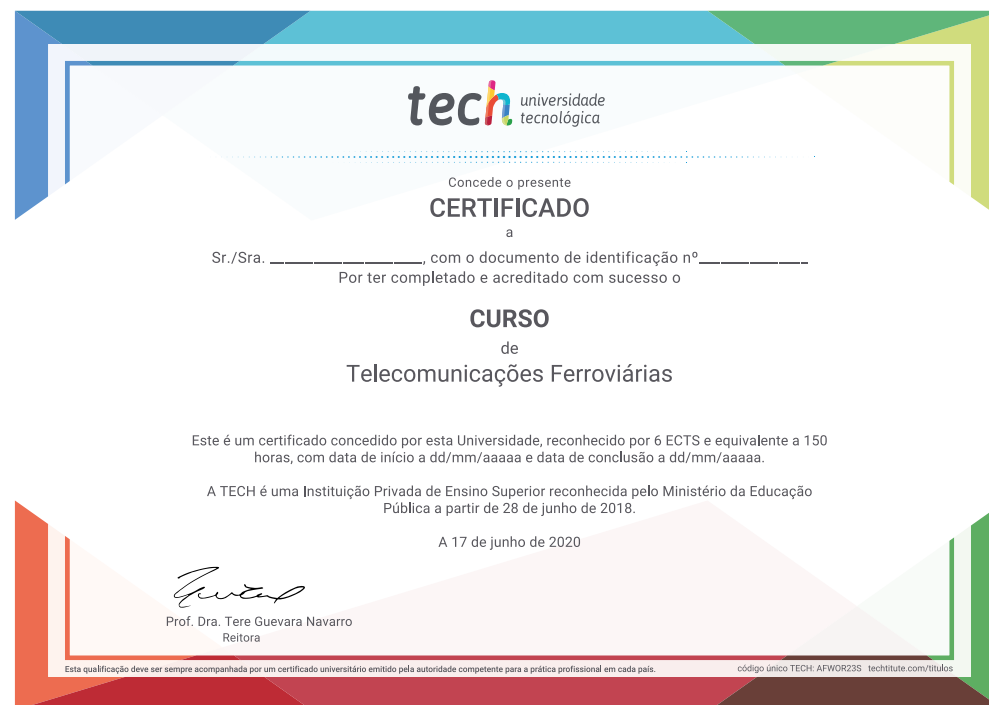 tech universidade
tecnológica
Concede o presente
CERTIFICADO
a
Sr./Sra. ________________, com o documento de identificação nº____________
Por ter completado e acreditado com sucesso o
CURSO
de
Telecomunicações Ferroviárias
Este é um certificado concedido por esta Universidade, reconhecido por 6 ECTS e equivalente a 150
horas, com data de início a dd/mm/aaaaa e data de conclusão a dd/mm/aaaaa.
A TECH é uma Instituição Privada de Ensino Superior reconhecida pelo Ministério da Educação
Pública a partir de 28 de junho de 2018.
A 17 de junho de 2020
Prof. Dra. Tere Guevara Navarro
Reitora
Esta qualificação deve ser sempre acompanhada por um certificado universitário emitido pela autoridade competente para a prática profissional em cada país.
código único TECH: AFWOR23S techtitute.com/titulos